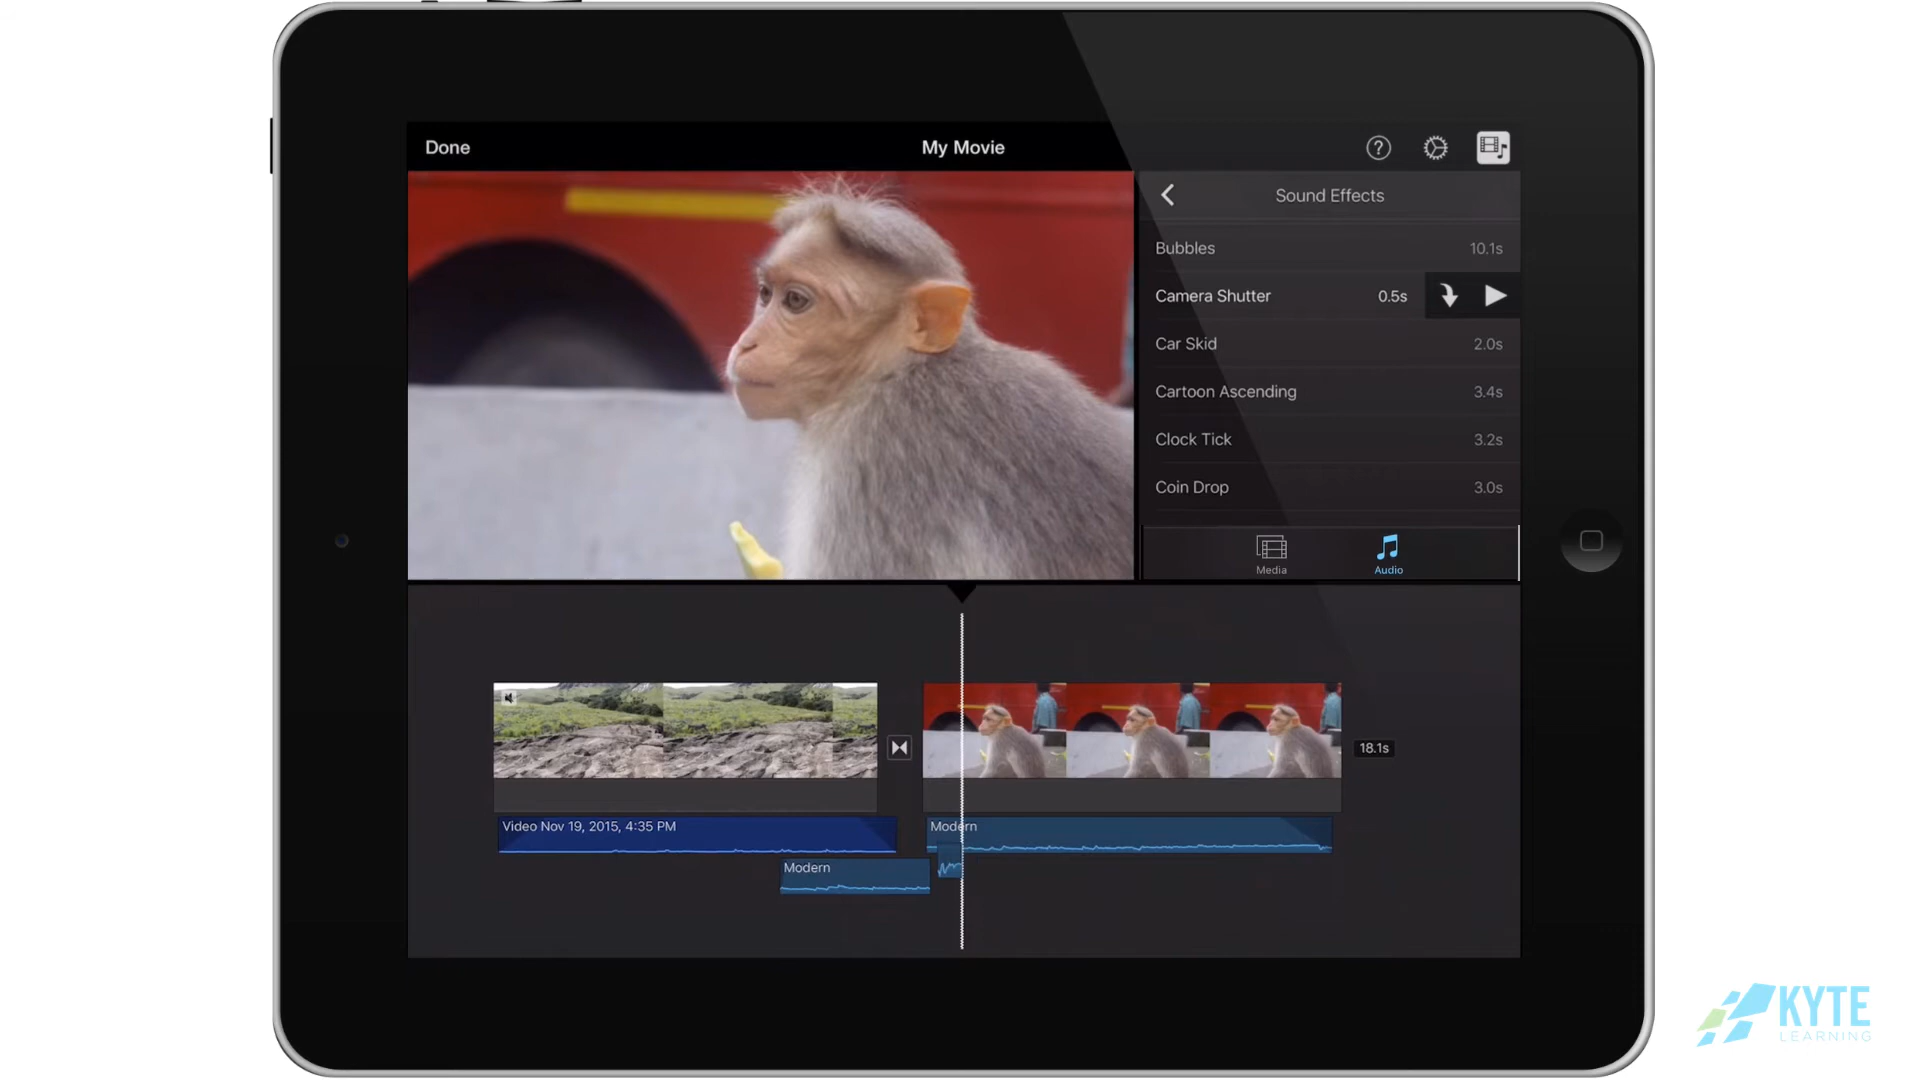 Done
My Movie
?
Sound Effects
Bubbles 10.1s
Camera Shutter 0.5s
Car Skid 2.0s
Cartoon Ascending 3.4s
Clock Tick 3.2s
Coin Drop 3.0s
Media
Audio
18.1s
Video Nov 19, 2015, 4:35 PM
Modern
Modern
KYTE
LEARNING